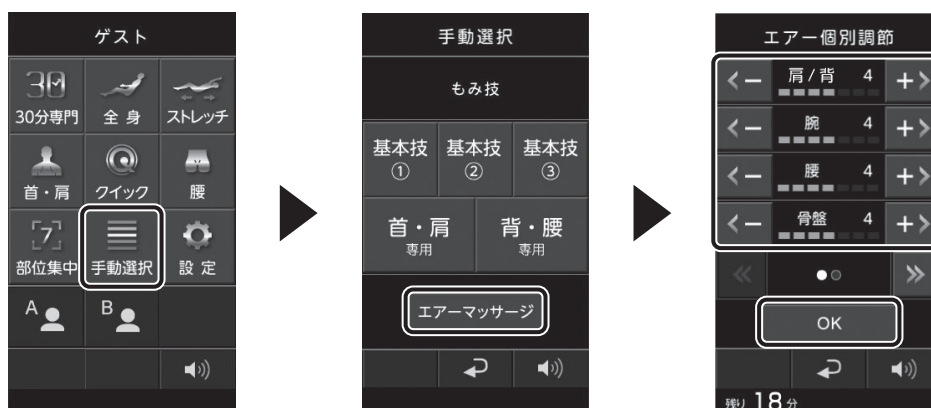 ゲスト
30
30分専門
全 身
ストレッチ
首・肩
クイック
腰
7
部位集中
手動選択
設 定
A
B
手動選択
もみ技
基本技
①
基本技
②
基本技
③
首・肩
専用
背・腰
専用
エアーマッサージ
エアー個別調節
肩/背 4
腕 4
腰 4
骨盤 4
OK
残り 18 分